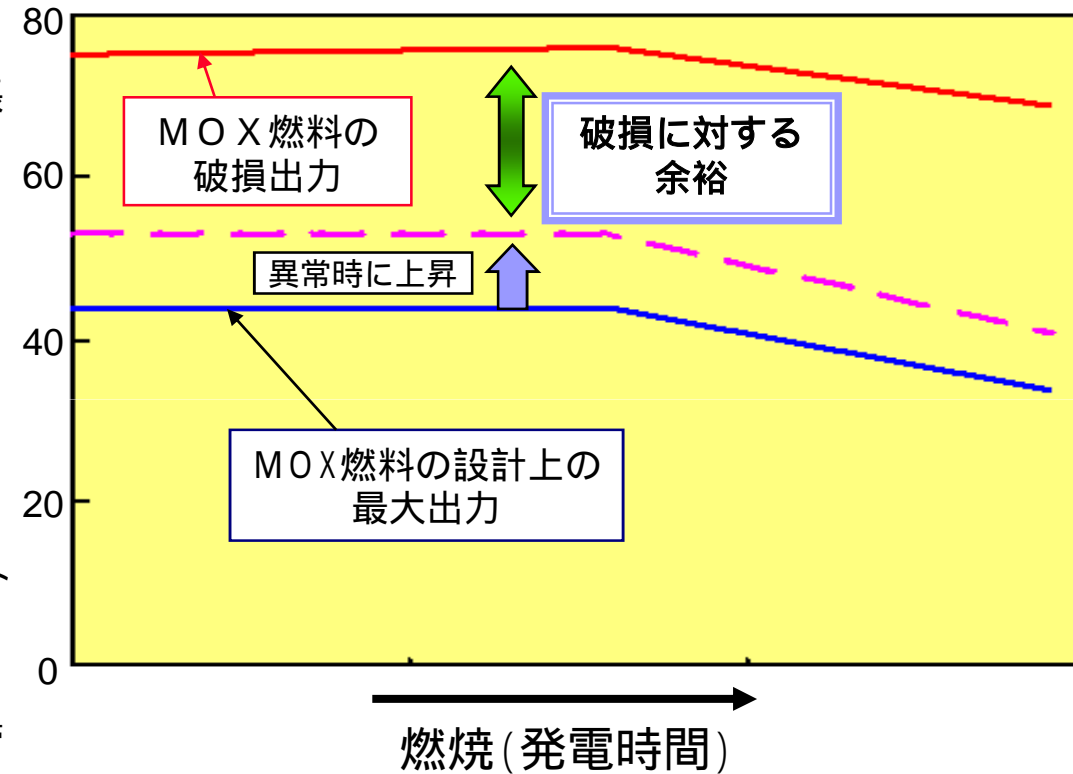 80
60
40
20
0
MOX燃料の
破損出力
破損に対する
余裕
異常時に上昇
MOX燃料の設計上の
最大出力
燃焼(発電時間)